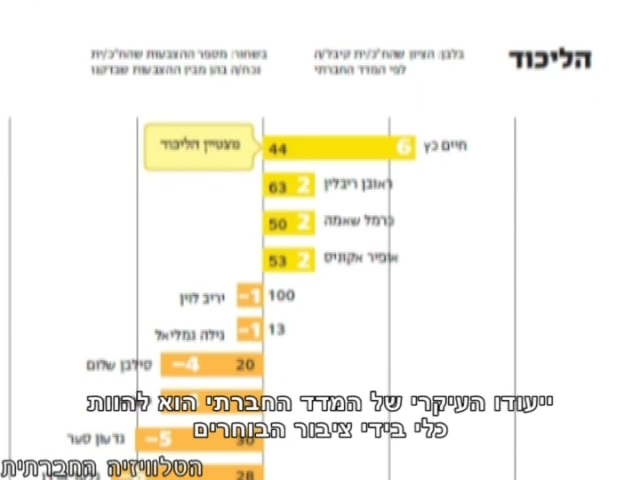 הליכוד
בלבן: הציון שהח"כ/ית קיבל/ה
לפי המדד החברתי
בשחור: מספר ההצבעות שהח"כ/ית
נכח/ה בהן מבין ההצבעות שבדקנו
חיים כץ 6 44 מצטיין הליכוד
ראובן ריבלין 2 63
כרמל שאמה 2 50
אופיר אקוניס 2 53
100 -1 יריב לוין
13 -1 גילה גמליאל
20 -4 סילבן שלום
30 -5 גדעון סער
28
ייעודו העיקרי של המדד החברתי הוא להוות
כלי בידי ציבור הבוחרים
הטלוויזיה החברתית